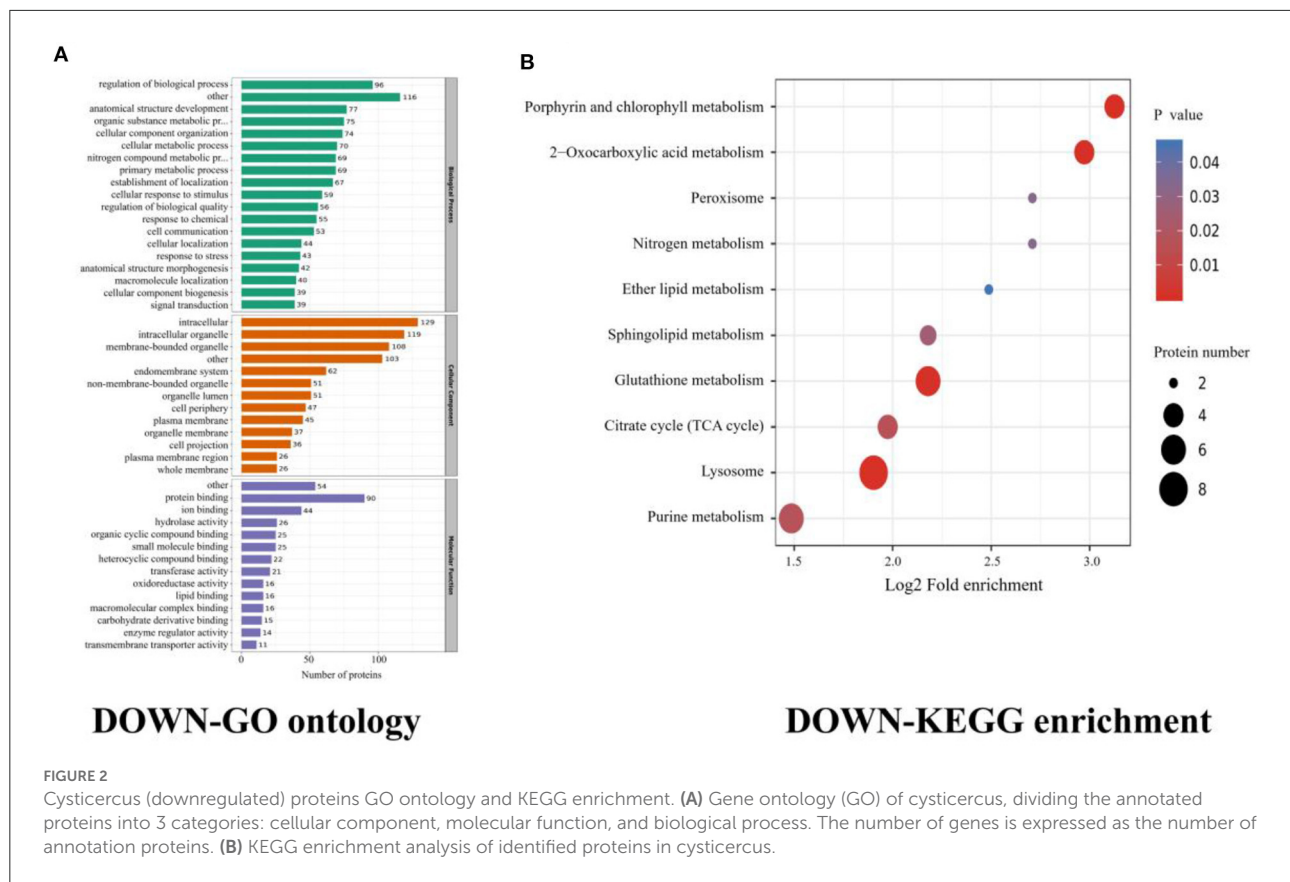 A
regulation of biological process 96
other 116
anatomical structure development 77
organic substance metabolic pr... 75
cellular component organization 74
cellular metabolic process 70
nitrogen compound metabolic pr... 69
primary metabolic process 69
establishment of localization 67
cellular response to stimulus 59
regulation of biological quality 56
response to chemical 55
cell communication 53
cellular localization 44
response to stress 43
anatomical structure morphogenesis 42
macromolecule localization 40
cellular component biogenesis 39
signal transduction 39
Biological Process
intracellular 129
intracellular organelle 119
membrane-bounded organelle 108
other 103
endomembrane system 62
non-membrane-bounded organelle 51
organelle lumen 51
cell periphery 47
plasma membrane 45
organelle membrane 37
cell projection 36
plasma membrane region 26
whole membrane 26
Cellular Component
other 54
protein binding 90
ion binding 44
hydrolase activity 26
organic cyclic compound binding 25
small molecule binding 25
heterocyclic compound binding 22
transferase activity 21
oxidoreductase activity 16
lipid binding 16
macromolecular complex binding 16
carbohydrate derivative binding 15
enzyme regulator activity 14
transmembrane transporter activity 11
Molecular Function
0 50 100
Number of proteins
DOWN-GO ontology
B
Porphyrin and chlorophyll metabolism
2−Oxocarboxylic acid metabolism
Peroxisome
Nitrogen metabolism
Ether lipid metabolism
Sphingolipid metabolism
Glutathione metabolism
Citrate cycle (TCA cycle)
Lysosome
Purine metabolism
1.5 2.0 2.5 3.0
Log2 Fold enrichment
P value
0.04
0.03
0.02
0.01
Protein number
2
4
6
8
DOWN-KEGG enrichment
FIGURE 2
Cysticercus (downregulated) proteins GO ontology and KEGG enrichment. (A) Gene ontology (GO) of cysticercus, dividing the annotated
proteins into 3 categories: cellular component, molecular function, and biological process. The number of genes is expressed as the number of
annotation proteins. (B) KEGG enrichment analysis of identified proteins in cysticercus.